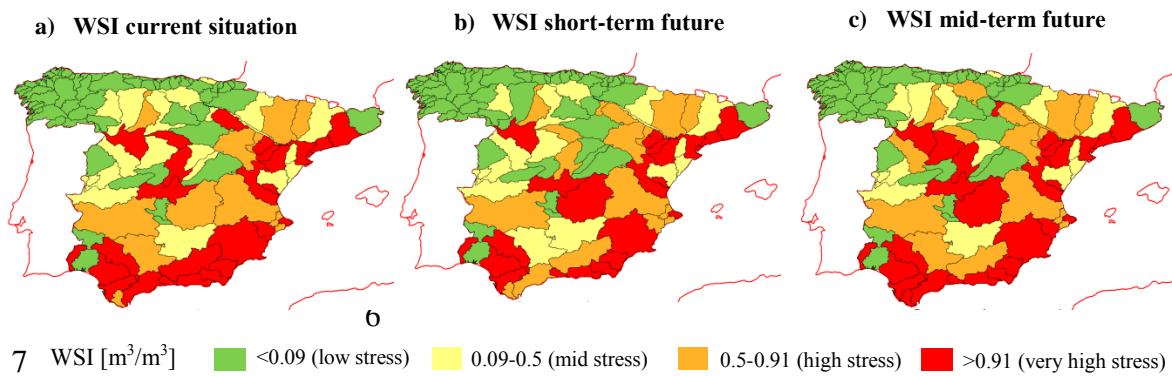 a) WSI current situation
b) WSI short-term future
c) WSI mid-term future
6
7 WSI [m³/m³] <0.09 (low stress) 0.09-0.5 (mid stress) 0.5-0.91 (high stress) >0.91 (very high stress)